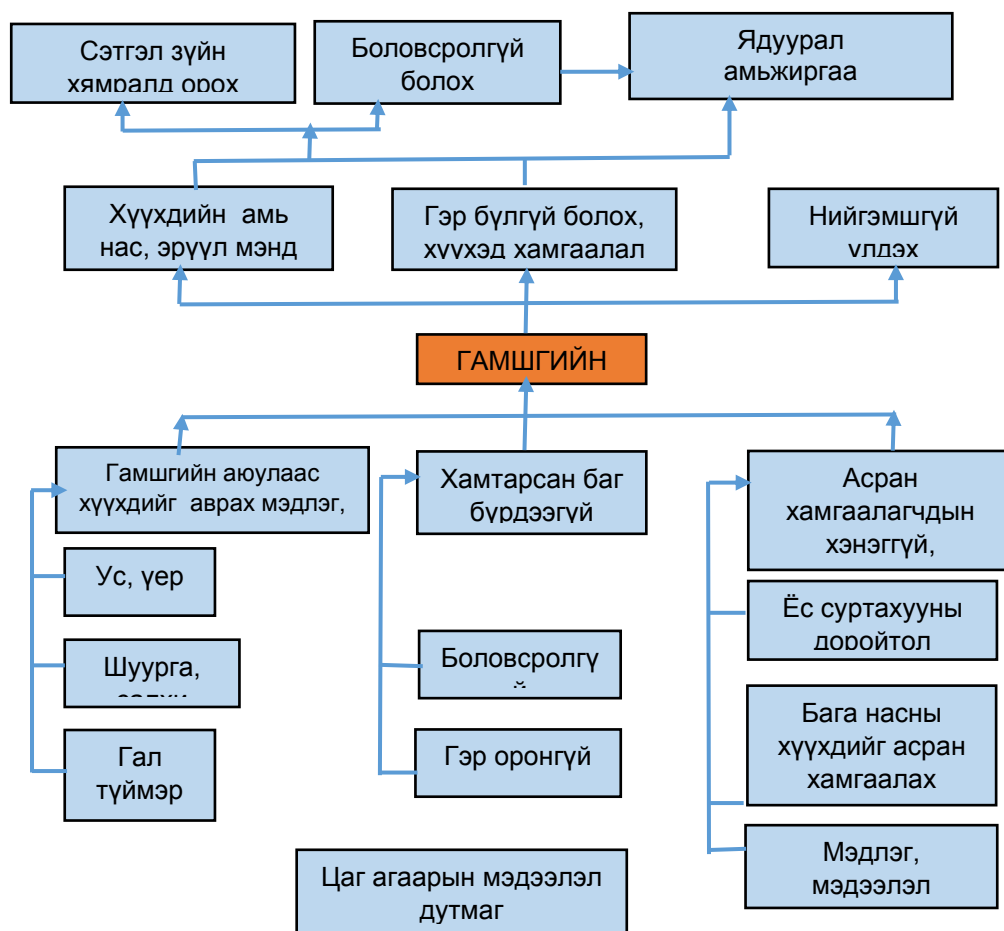 Сэтгэл зүйн
хямралд орох
Боловсролгүй
болох
Ядуурал
амьжиргаа
Хүүхдийн амь
нас, эрүүл мэнд
Гэр бүлгүй болох,
хүүхэд хамгаалал
Нийгэмшгүй
үлдэх
ГАМШГИЙН
Гамшгийн аюулаас
хүүхдийг аврах мэдлэг,
Хамтарсан баг
бүрдээгүй
Асран
хамгаалагчдын
хэнэггүй,
Ус, үер
Шуурга,
салхи
Гал
түймэр
Боловсролгү
й
Гэр оронгүй
Ёс суртахууны
доройтол
Бага насны
хүүхдийг асран
хамгаалах
Мэдлэг,
мэдээлэл
Цаг агаарын мэдээлэл
дутмаг